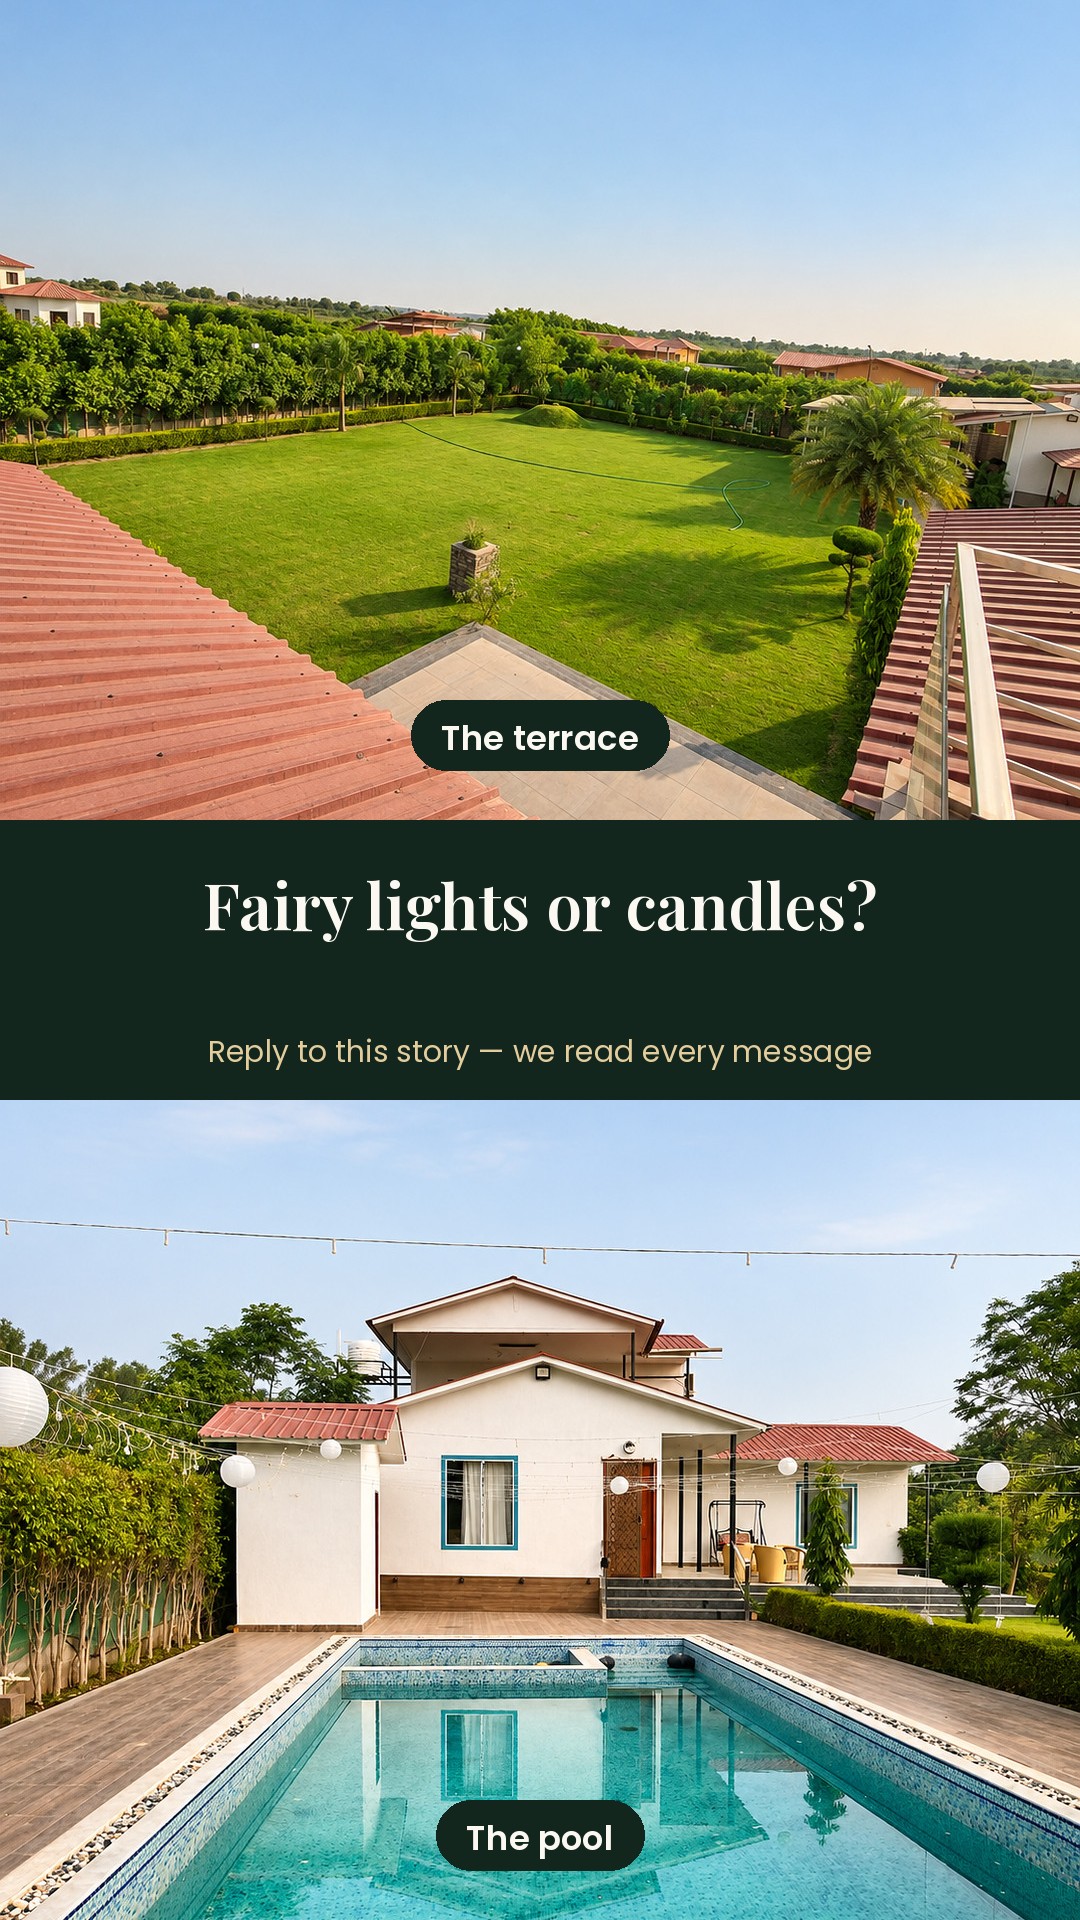 The terrace
Fairy lights or candles?
Reply to this story — we read every message
The pool